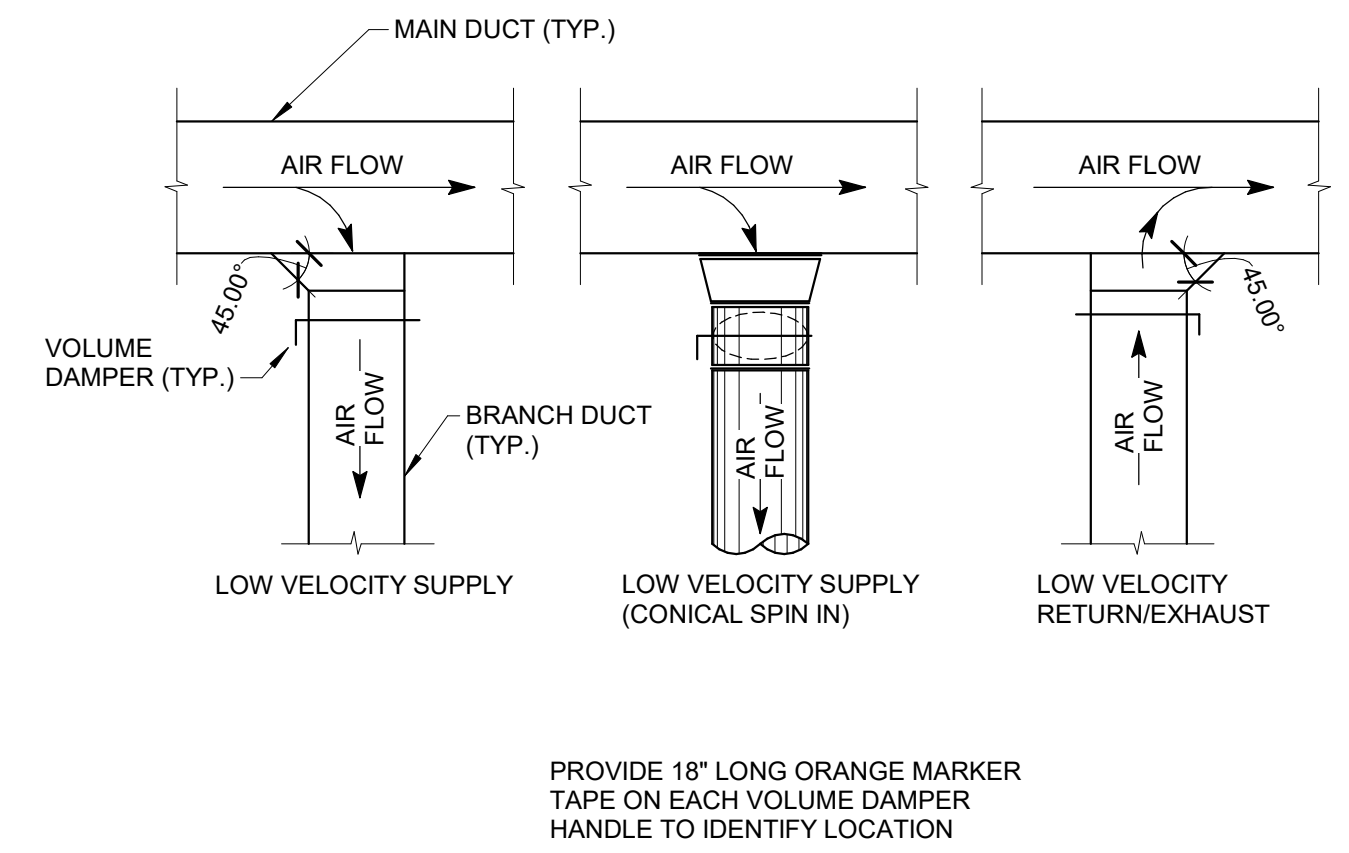 MAIN DUCT (TYP.)
AIR FLOW
AIR FLOW
AIR FLOW
45.00°
45.00°
VOLUME
DAMPER (TYP.)
BRANCH DUCT
(TYP.)
AIR
FLOW
AIR
FLOW
AIR
FLOW
LOW VELOCITY SUPPLY
LOW VELOCITY SUPPLY
(CONICAL SPIN IN)
LOW VELOCITY
RETURN/EXHAUST
PROVIDE 18" LONG ORANGE MARKER
TAPE ON EACH VOLUME DAMPER
HANDLE TO IDENTIFY LOCATION